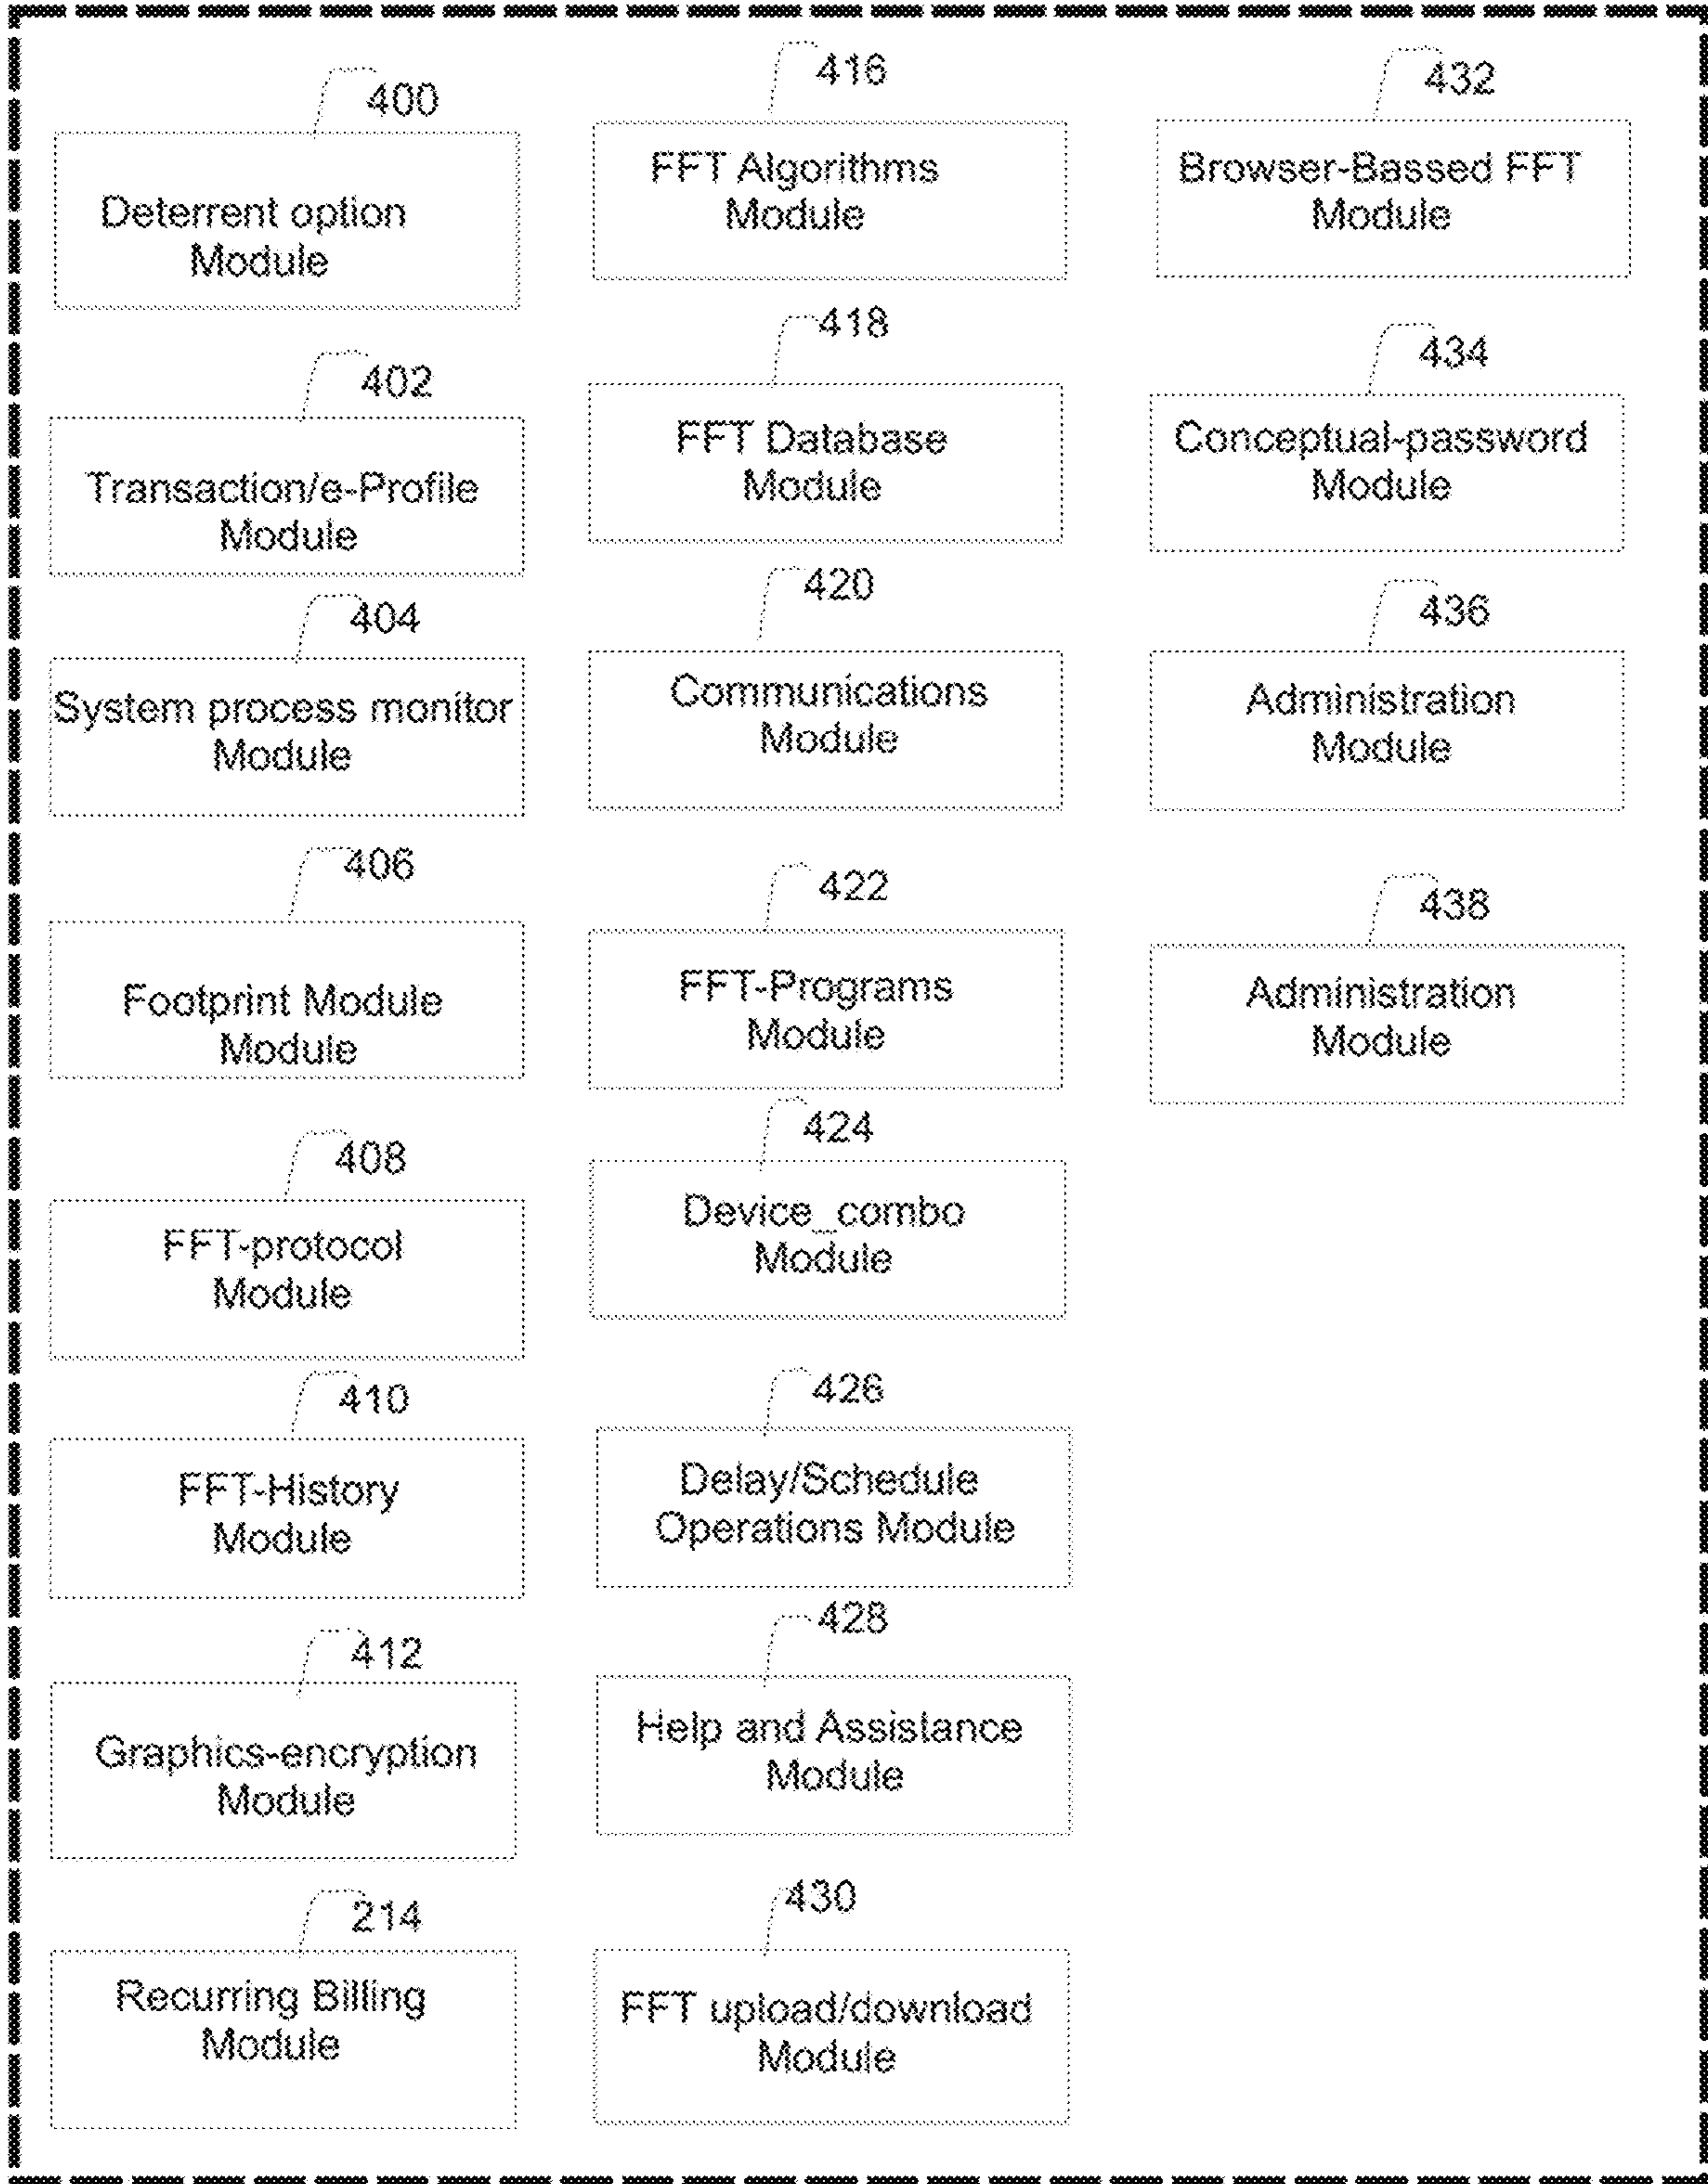 400
Deterrent option
Module
402
Transaction/e-Profile
Module
404
System process monitor
Module
406
Footprint Module
Module
408
FFT-protocol
Module
410
FFT-History
Module
412
Graphics-encryption
Module
214
Recurring Billing
Module
416
FFT Algorithms
Module
418
FFT Database
Module
420
Communications
Module
422
FFT-Programs
Module
424
Device_combo
Module
426
Delay/Schedule
Operations Module
428
Help and Assistance
Module
430
FFT upload/download
Module
432
Browser-Bassed FFT
Module
434
Conceptual-password
Module
436
Administration
Module
438
Administration
Module